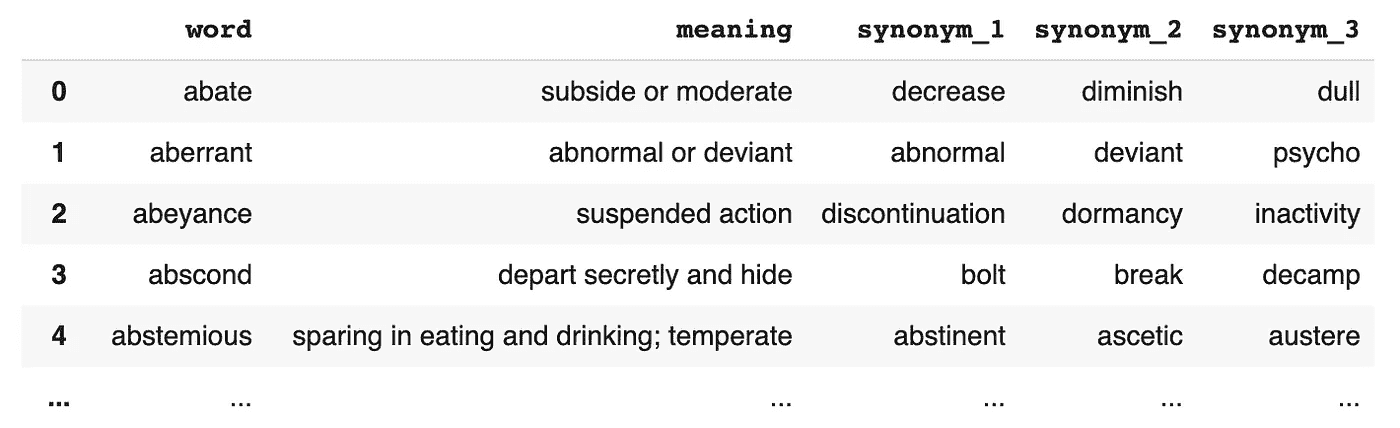 word meaning synonym_1 synonym_2 synonym_3
0 abate subside or moderate decrease diminish dull
1 aberrant abnormal or deviant abnormal deviant psycho
2 abeyance suspended action discontinuation dormancy inactivity
3 abscond depart secretly and hide bolt break decamp
4 abstemious sparing in eating and drinking; temperate abstinent ascetic austere
... ... ... ... ... ...